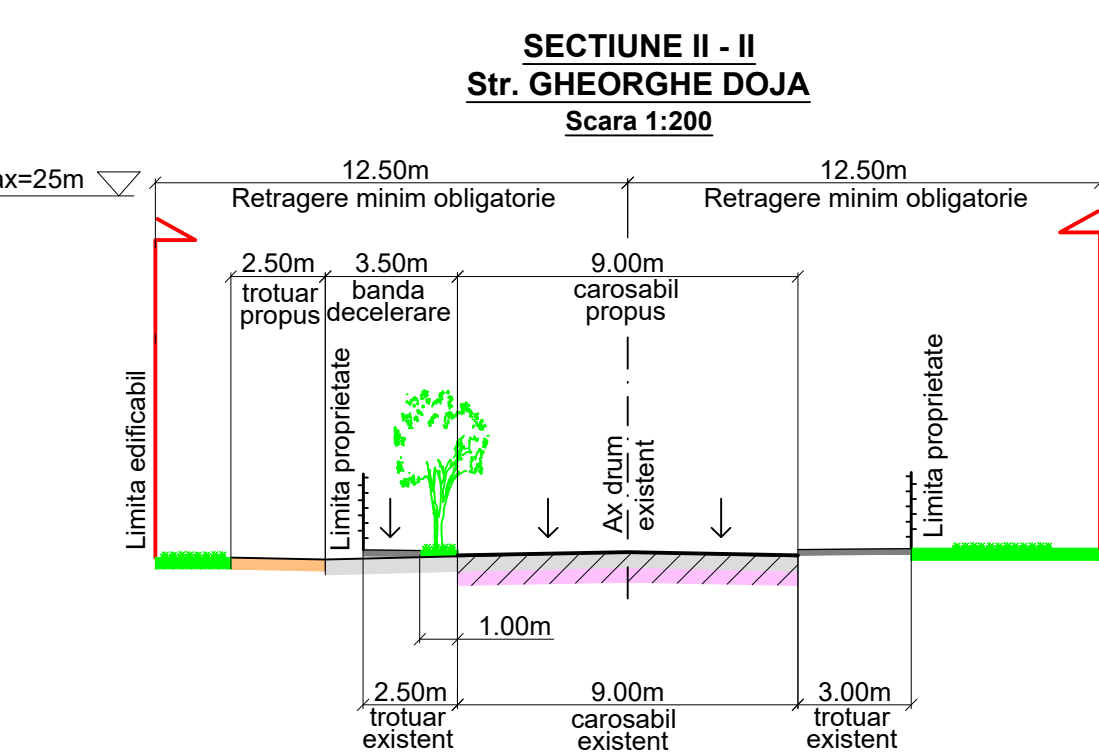 SECTIUNE II - II
Str. GHEORGHE DOJA
Scara 1:200
ax=25m
12.50m
Retragere minim obligatorie
12.50m
Retragere minim obligatorie
2.50m
trotuar
propus
3.50m
banda
decelerare
9.00m
carosabil
propus
Limita edificabil
Limita proprietate
Ax drum
existent
Limita proprietate
1.00m
2.50m
trotuar
existent
9.00m
carosabil
existent
3.00m
trotuar
existent